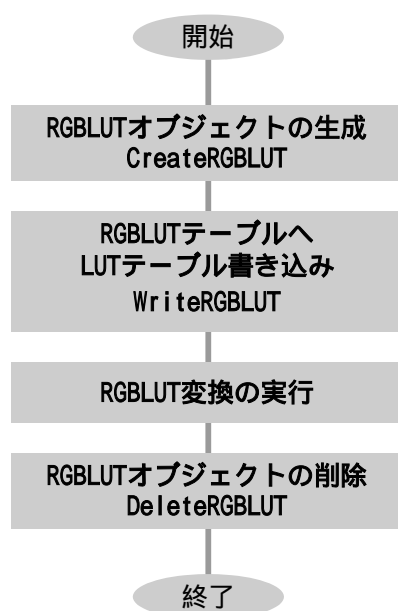 開始
RGBLUTオブジェクトの生成
CreateRGBLUT
RGBLUTテーブルへ
LUTテーブル書き込み
WriteRGBLUT
RGBLUT変換の実行
RGBLUTオブジェクトの削除
DeleteRGBLUT
終了